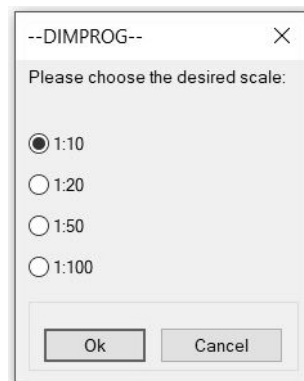 --DIMPROG--
Please choose the desired scale:
1:10
1:20
1:50
1:100
Ok Cancel